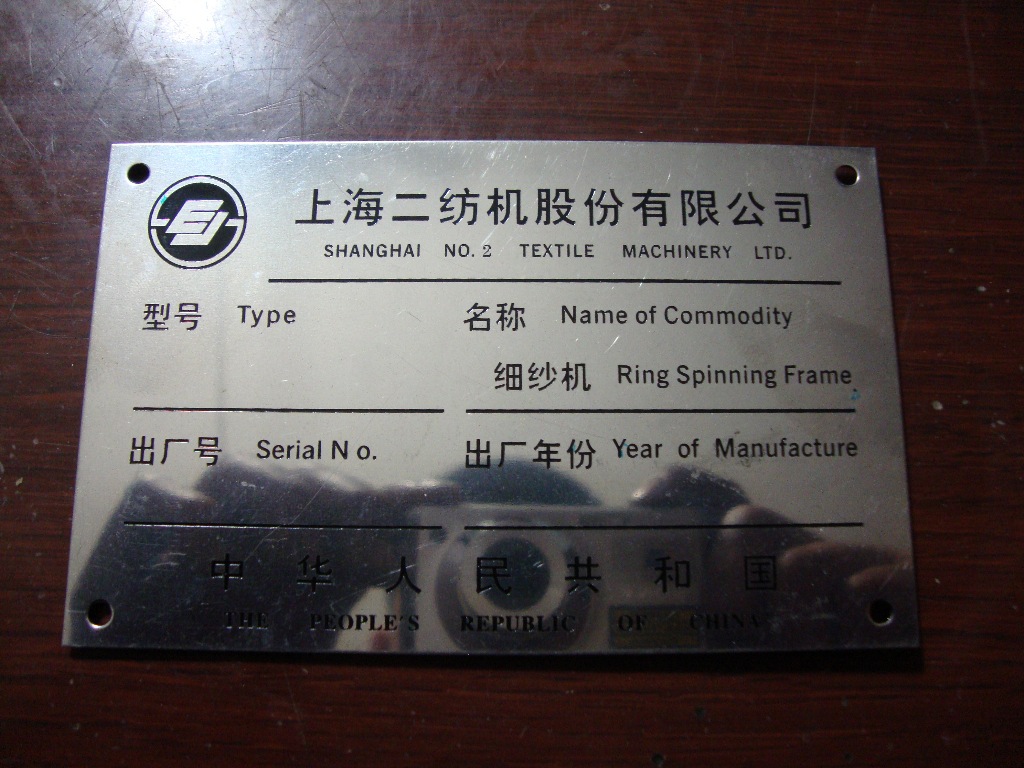 上海二纺机股份有限公司
SHANGHAI NO. 2 TEXTILE MACHINERY LTD.
型号 Type 名称 Name of Commodity
细纱机 Ring Spinning Frame
出厂号 Serial No. 出厂年份 Year of Manufacture
中华人民共和国
THE PEOPLE'S REPUBLIC OF CHINA